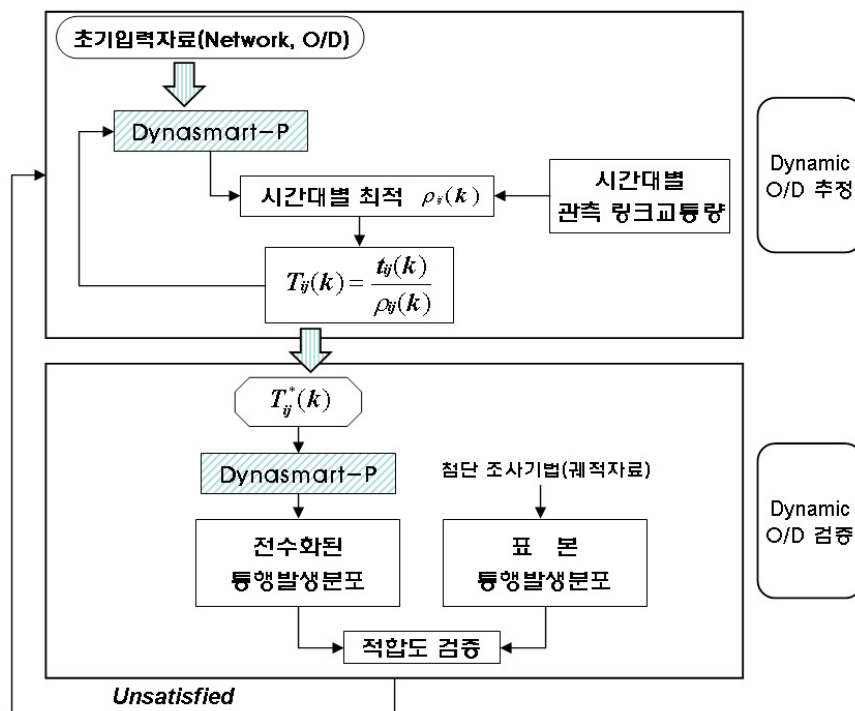 초기입력자료(Network, O/D)
Dynasmart-P
시간대별 최적 ρij(k)
시간대별
관측 링크교통량
Tij(k) = tij(k) / ρij(k)
Dynamic
O/D 추정
T*ij(k)
Dynasmart-P
첨단 조사기법(궤적자료)
전수화된
통행발생분포
표 본
통행발생분포
적합도 검증
Dynamic
O/D 검증
Unsatisfied